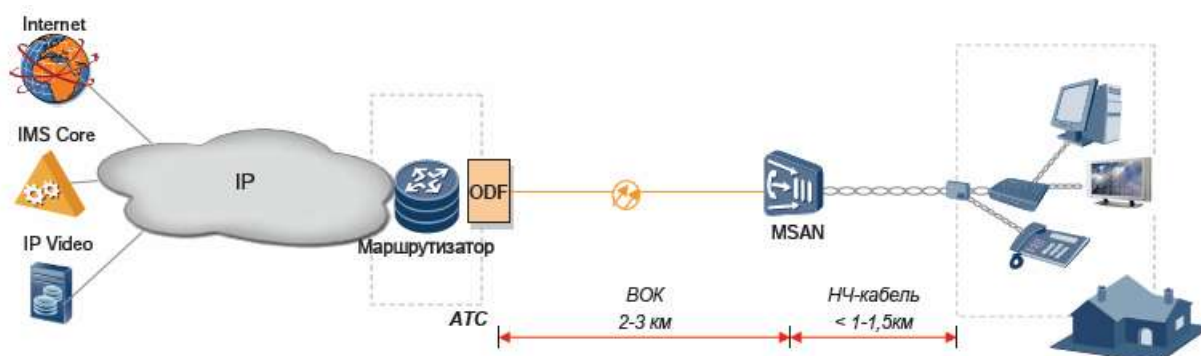 Internet
IMS Core
IP Video
IP
Маршрутизатор
ODF
АТС
MSAN
ВОК
2-3 км
НЧ-кабель
< 1-1,5км